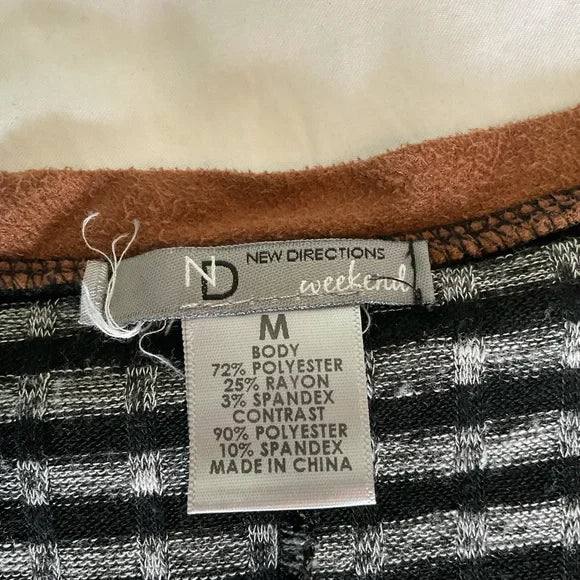 ND NEW DIRECTIONS
weekend
M
BODY
72% POLYESTER
25% RAYON
3% SPANDEX
CONTRAST
90% POLYESTER
10% SPANDEX
MADE IN CHINA